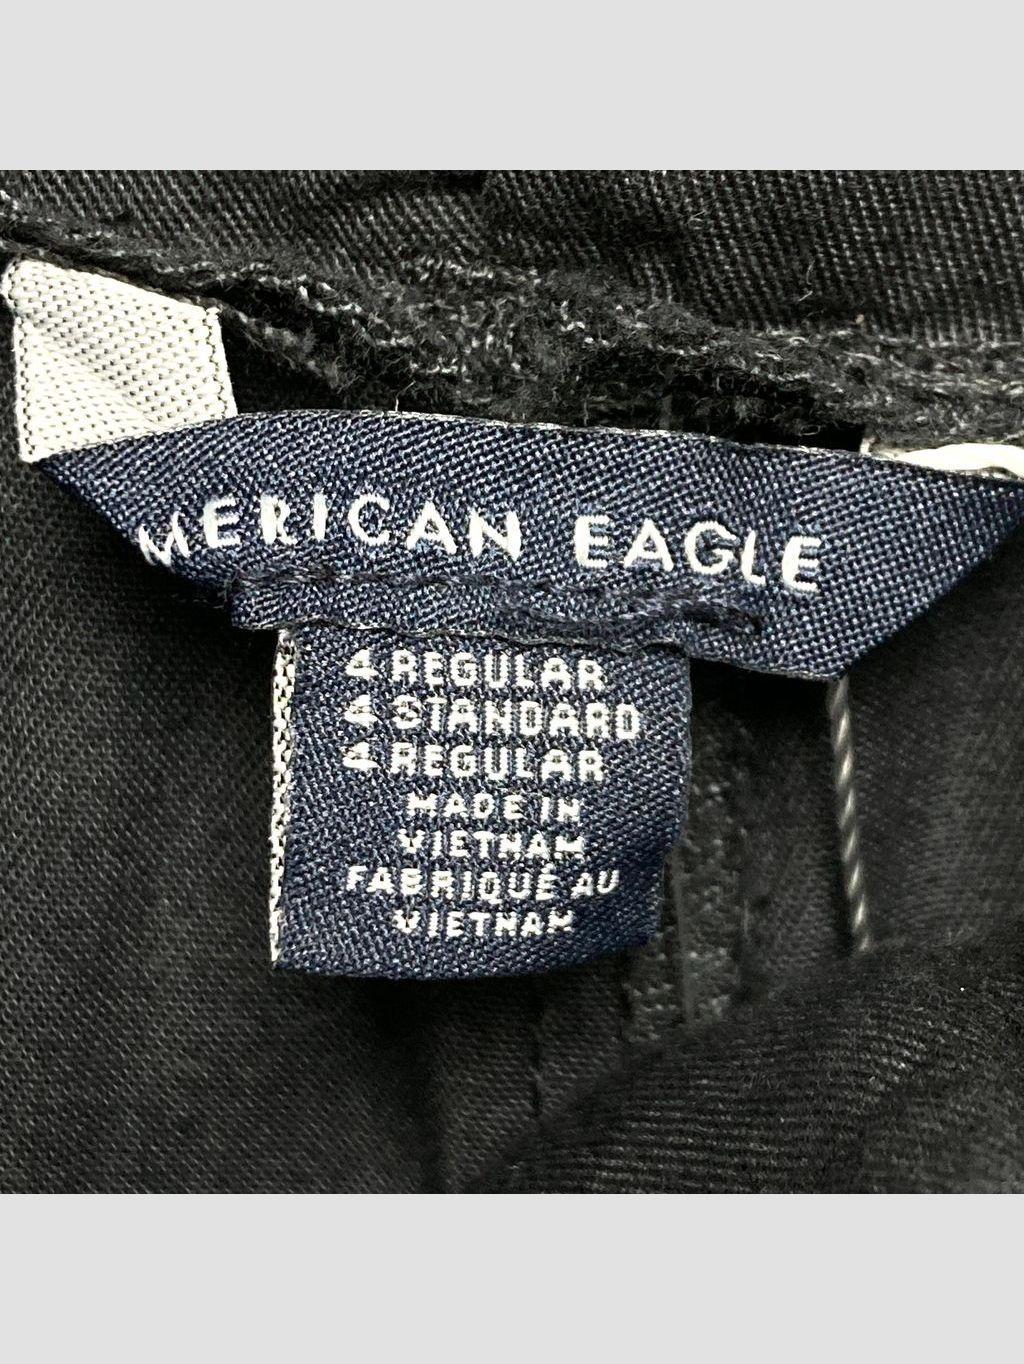 MERICAN EAGLE
4 REGULAR
4 STANDARD
4 REGULAR
MADE IN
VIETNAM
FABRIQUÉ AU
VIETNAM